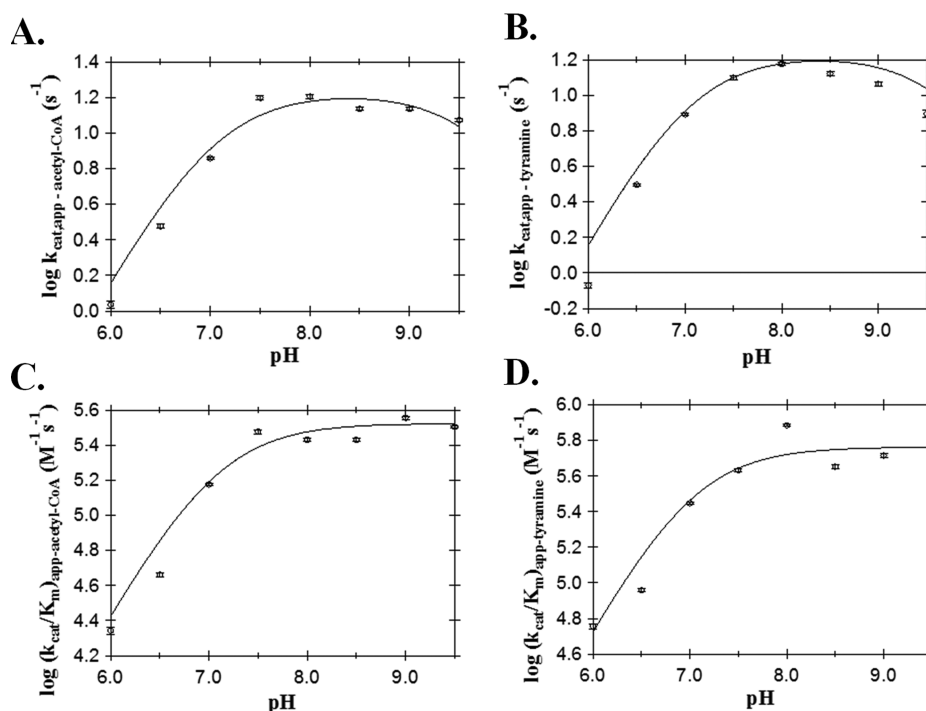 A.
log k_cat,app - acetyl-CoA (s^-1)
1.4
1.2
1.0
0.8
0.6
0.4
0.2
0.0
6.0 7.0 8.0 9.0
pH
B.
log k_cat,app - tyramine (s^-1)
1.2
1.0
0.8
0.6
0.4
0.2
0.0
-0.2
6.0 7.0 8.0 9.0
pH
C.
log (k_cat/K_m)app-acetyl-CoA (M^-1 s^-1)
5.6
5.4
5.2
5.0
4.8
4.6
4.4
4.2
6.0 7.0 8.0 9.0
pH
D.
log (k_cat/K_m)app-tyramine (M^-1 s^-1)
6.0
5.8
5.6
5.4
5.2
5.0
4.8
4.6
6.0 7.0 8.0 9.0
pH